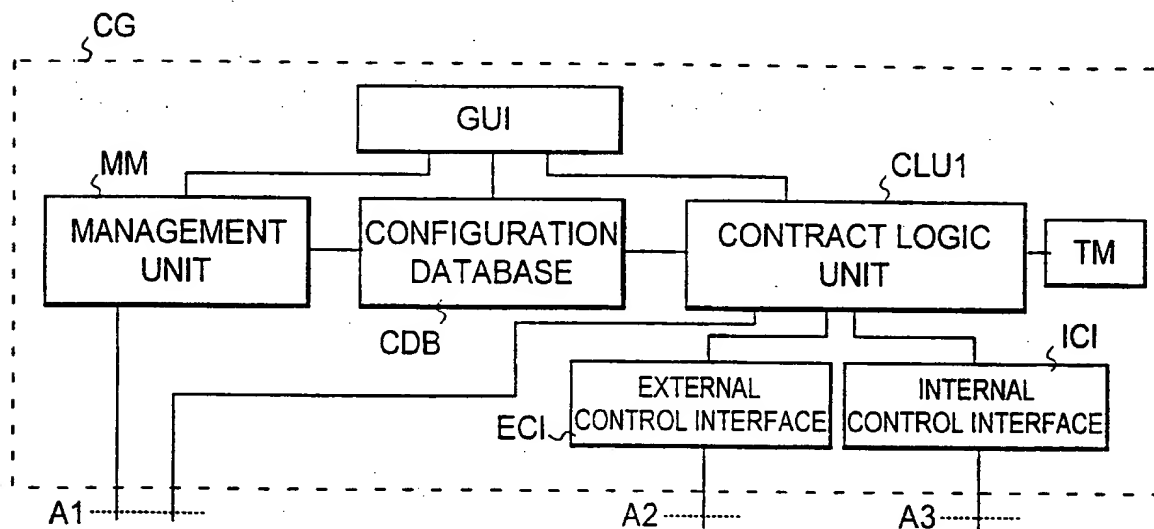 CG
GUI
MM
CLU1
MANAGEMENT
UNIT
CONFIGURATION
DATABASE
CONTRACT LOGIC
UNIT
TM
CDB
ICI
EXTERNAL
CONTROL INTERFACE
INTERNAL
CONTROL INTERFACE
ECI
A1
A2
A3